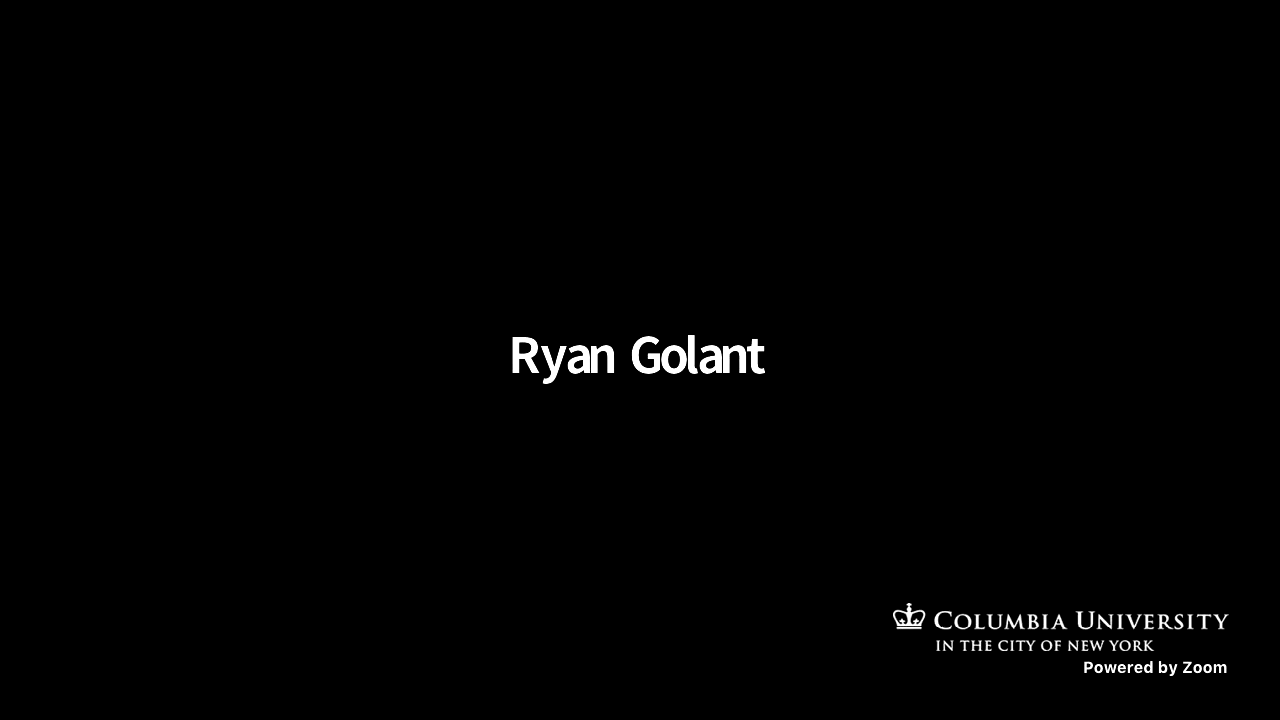 Ryan Golant
COLUMBIA UNIVERSITY
IN THE CITY OF NEW YORK
Powered by Zoom